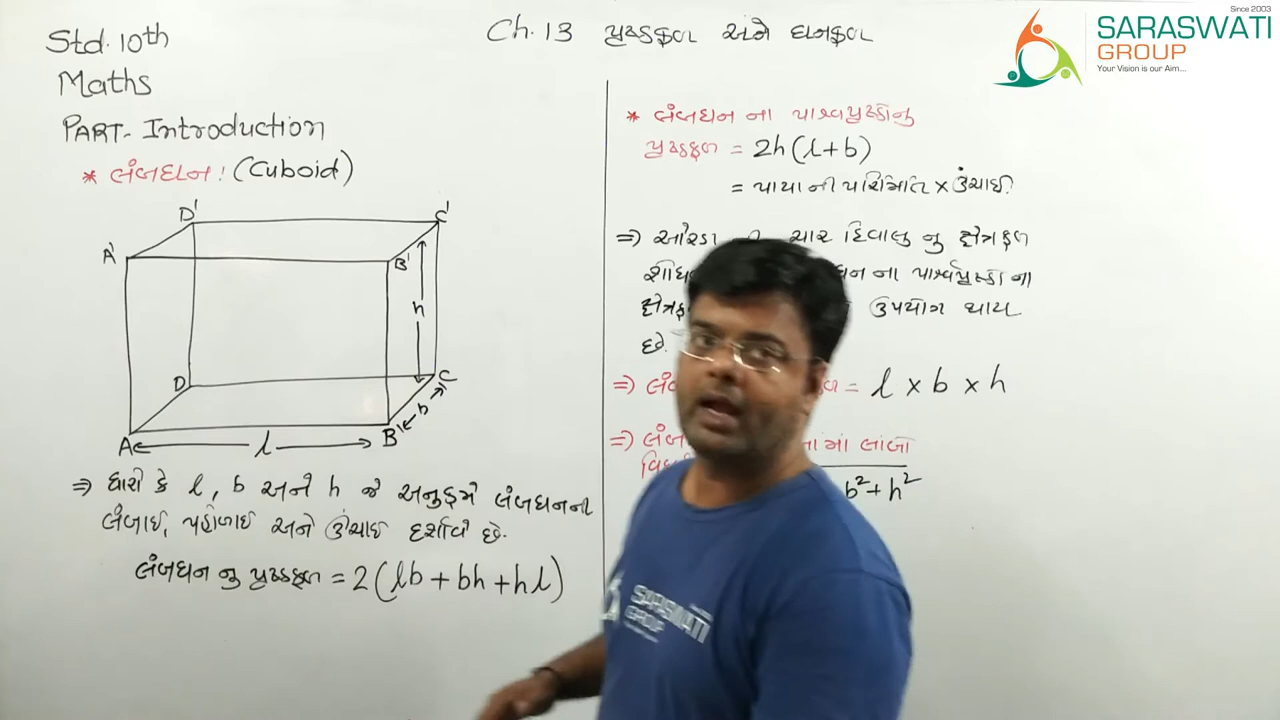 Std. 10th
Maths
PART- Introduction
* લંબઘન : (Cuboid)
D' C'
A' B'
h
D C
b
A l B
⇒ ધારો કે l, b અને h એ અનુક્રમે લંબઘનની
લંબાઈ, પહોળાઈ અને ઊંચાઈ દર્શાવે છે.
લંબઘન નુ પૃષ્ઠફળ = 2 (lb + bh + hl)
Ch. 13 પૃષ્ઠફળ અને ઘનફળ
* લંબઘન ના પાર્શ્વપૃષ્ઠોનુ
પૃષ્ઠફળ = 2h (l + b)
= પાયા ની પરિમિતિ × ઊંચાઈ
⇒ ઓરડા ચાર દિવાલુ નુ ક્ષેત્રફળ
ના પાર્શ્વપૃષ્ઠો ના
ઉપયોગ થાય
છે.
⇒ = l × b × h
⇒ લાંબા
b² + h²
Since 2003
SARASWATI
GROUP
Your Vision is our Aim...
SARASWATI
GROUP